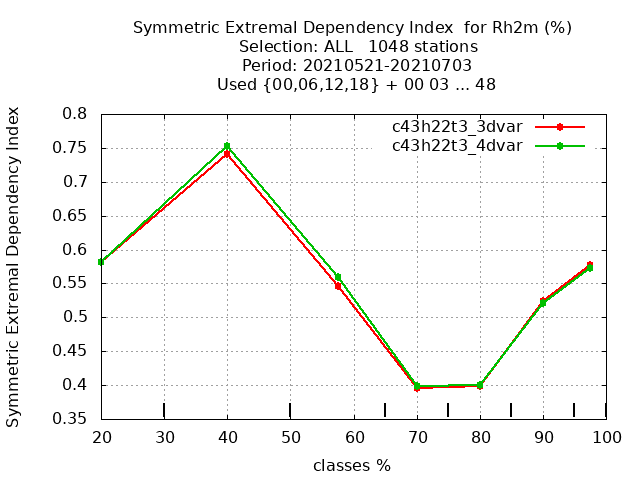 Symmetric Extremal Dependency Index  for Rh2m (%)
Selection: ALL   1048 stations
Period: 20210521-20210703
Used {00,06,12,18} + 00 03 ... 48
c43h22t3_3dvar
c43h22t3_4dvar
Symmetric Extremal Dependency Index
0.8
0.75
0.7
0.65
0.6
0.55
0.5
0.45
0.4
0.35
20 30 40 50 60 70 80 90 100
classes %